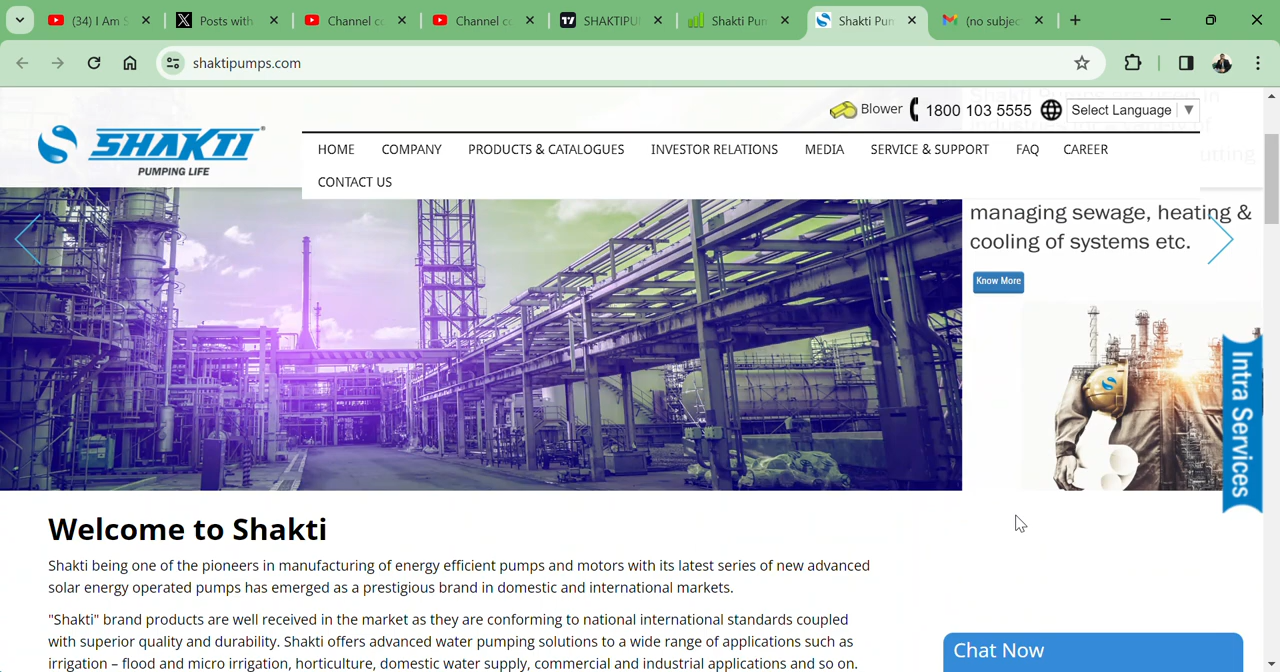 (34) I Am S
Posts with
Channel co
Channel co
SHAKTIPU
Shakti Pum
Shakti Pum
(no subjec
shaktipumps.com
Blower 1800 103 5555 Select Language ▼
SHAKTI®
PUMPING LIFE
HOME COMPANY PRODUCTS & CATALOGUES INVESTOR RELATIONS MEDIA SERVICE & SUPPORT FAQ CAREER
CONTACT US
managing sewage, heating &
cooling of systems etc.
Know More
Intra Services
Welcome to Shakti
Shakti being one of the pioneers in manufacturing of energy efficient pumps and motors with its latest series of new advanced
solar energy operated pumps has emerged as a prestigious brand in domestic and international markets.
"Shakti" brand products are well received in the market as they are conforming to national international standards coupled
with superior quality and durability. Shakti offers advanced water pumping solutions to a wide range of applications such as
irrigation – flood and micro irrigation, horticulture, domestic water supply, commercial and industrial applications and so on.
Chat Now